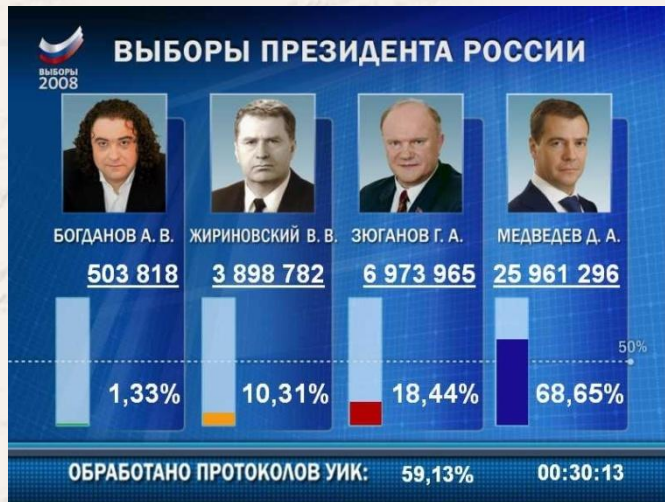 ВЫБОРЫ
2008
ВЫБОРЫ ПРЕЗИДЕНТА РОССИИ
БОГДАНОВ А. В. ЖИРИНОВСКИЙ В. В. ЗЮГАНОВ Г. А. МЕДВЕДЕВ Д. А.
503 818 3 898 782 6 973 965 25 961 296
50%
1,33% 10,31% 18,44% 68,65%
ОБРАБОТАНО ПРОТОКОЛОВ УИК: 59,13% 00:30:13